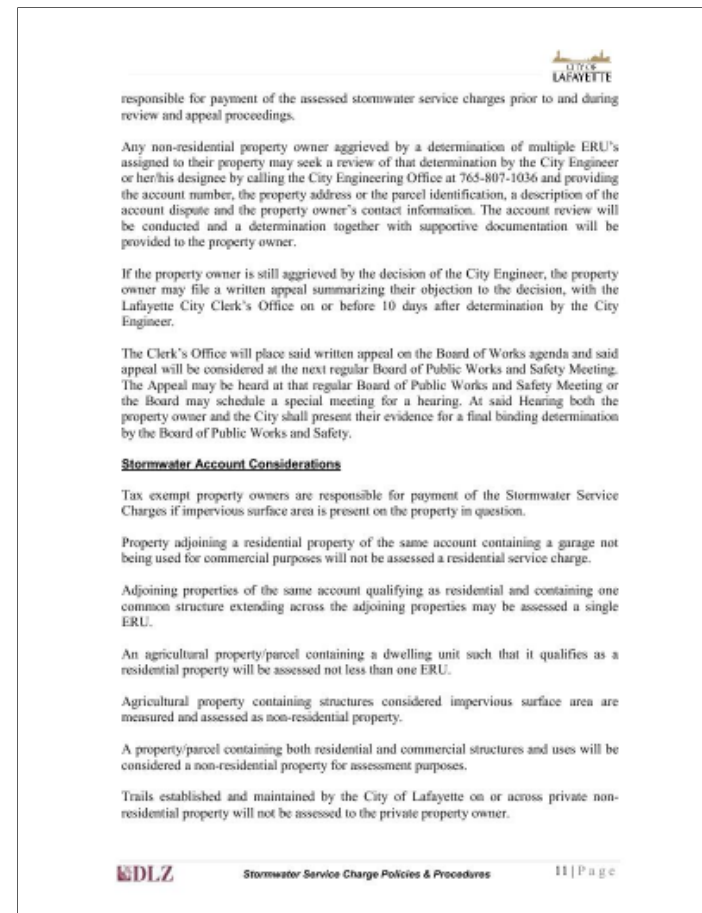 CITY OF
LAFAYETTE
responsible for payment of the assessed stormwater service charges prior to and during
review and appeal proceedings.
Any non-residential property owner aggrieved by a determination of multiple ERU's
assigned to their property may seek a review of that determination by the City Engineer
or her/his designee by calling the City Engineering Office at 765-807-1036 and providing
the account number, the property address or the parcel identification, a description of the
account dispute and the property owner's contact information. The account review will
be conducted and a determination together with supportive documentation will be
provided to the property owner.
If the property owner is still aggrieved by the decision of the City Engineer, the property
owner may file a written appeal summarizing their objection to the decision, with the
Lafayette City Clerk's Office on or before 10 days after determination by the City
Engineer.
The Clerk's Office will place said written appeal on the Board of Works agenda and said
appeal will be considered at the next regular Board of Public Works and Safety Meeting.
The Appeal may be heard at that regular Board of Public Works and Safety Meeting or
the Board may schedule a special meeting for a hearing. At said Hearing both the
property owner and the City shall present their evidence for a final binding determination
by the Board of Public Works and Safety.
Stormwater Account Considerations
Tax exempt property owners are responsible for payment of the Stormwater Service
Charges if impervious surface area is present on the property in question.
Property adjoining a residential property of the same account containing a garage not
being used for commercial purposes will not be assessed a residential service charge.
Adjoining properties of the same account qualifying as residential and containing one
common structure extending across the adjoining properties may be assessed a single
ERU.
An agricultural property/parcel containing a dwelling unit such that it qualifies as a
residential property will be assessed not less than one ERU.
Agricultural property containing structures considered impervious surface area are
measured and assessed as non-residential property.
A property/parcel containing both residential and commercial structures and uses will be
considered a non-residential property for assessment purposes.
Trails established and maintained by the City of Lafayette on or across private non-
residential property will not be assessed to the private property owner.
DLZ
Stormwater Service Charge Policies & Procedures
11 | Page